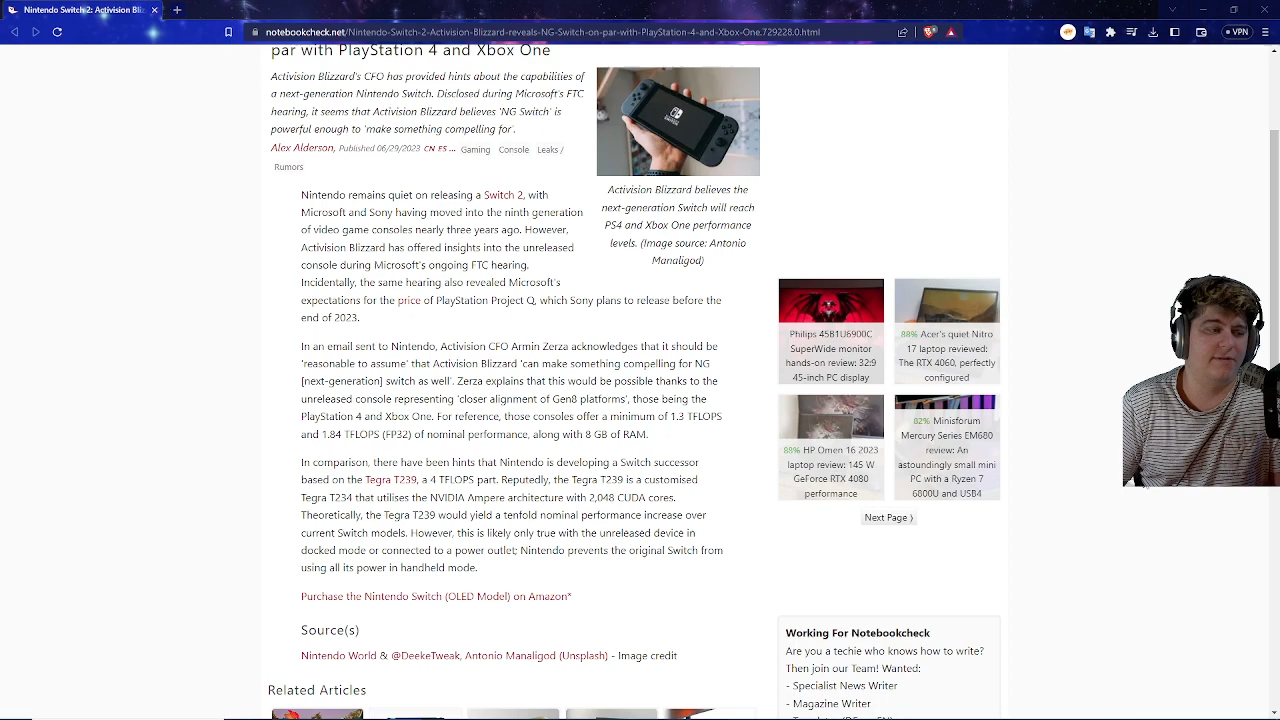 Nintendo Switch 2: Activision Bliz
notebookcheck.net/Nintendo-Switch-2-Activision-Blizzard-reveals-NG-Switch-on-par-with-PlayStation-4-and-Xbox-One.729228.0.html
VPN
par with PlayStation 4 and Xbox One
Activision Blizzard's CFO has provided hints about the capabilities of
a next-generation Nintendo Switch. Disclosed during Microsoft's FTC
hearing, it seems that Activision Blizzard believes 'NG Switch' is
powerful enough to 'make something compelling for'.
Alex Alderson, Published 06/29/2023 CN ES ... Gaming Console Leaks /
Rumors
Activision Blizzard believes the
next-generation Switch will reach
PS4 and Xbox One performance
levels. (Image source: Antonio
Manaligod)
Nintendo remains quiet on releasing a Switch 2, with
Microsoft and Sony having moved into the ninth generation
of video game consoles nearly three years ago. However,
Activision Blizzard has offered insights into the unreleased
console during Microsoft's ongoing FTC hearing.
Incidentally, the same hearing also revealed Microsoft's
expectations for the price of PlayStation Project Q, which Sony plans to release before the
end of 2023.
In an email sent to Nintendo, Activision CFO Armin Zerza acknowledges that it should be
'reasonable to assume' that Activision Blizzard 'can make something compelling for NG
[next-generation] switch as well'. Zerza explains that this would be possible thanks to the
unreleased console representing 'closer alignment of Gen8 platforms', those being the
PlayStation 4 and Xbox One. For reference, those consoles offer a minimum of 1.3 TFLOPS
and 1.84 TFLOPS (FP32) of nominal performance, along with 8 GB of RAM.
In comparison, there have been hints that Nintendo is developing a Switch successor
based on the Tegra T239, a 4 TFLOPS part. Reputedly, the Tegra T239 is a customised
Tegra T234 that utilises the NVIDIA Ampere architecture with 2,048 CUDA cores.
Theoretically, the Tegra T239 would yield a tenfold nominal performance increase over
current Switch models. However, this is likely only true with the unreleased device in
docked mode or connected to a power outlet; Nintendo prevents the original Switch from
using all its power in handheld mode.
Purchase the Nintendo Switch (OLED Model) on Amazon*
Source(s)
Nintendo World & @DeekeTweak, Antonio Manaligod (Unsplash) - Image credit
Related Articles
Philips 45B1U6900C
SuperWide monitor
hands-on review: 32:9
45-inch PC display
88% Acer's quiet Nitro
17 laptop reviewed:
The RTX 4060, perfectly
configured
88% HP Omen 16 2023
laptop review: 145 W
GeForce RTX 4080
performance
82% Minisforum
Mercury Series EM680
review: An
astoundingly small mini
PC with a Ryzen 7
6800U and USB4
Next Page ⟩
Working For Notebookcheck
Are you a techie who knows how to write?
Then join our Team! Wanted:
- Specialist News Writer
- Magazine Writer